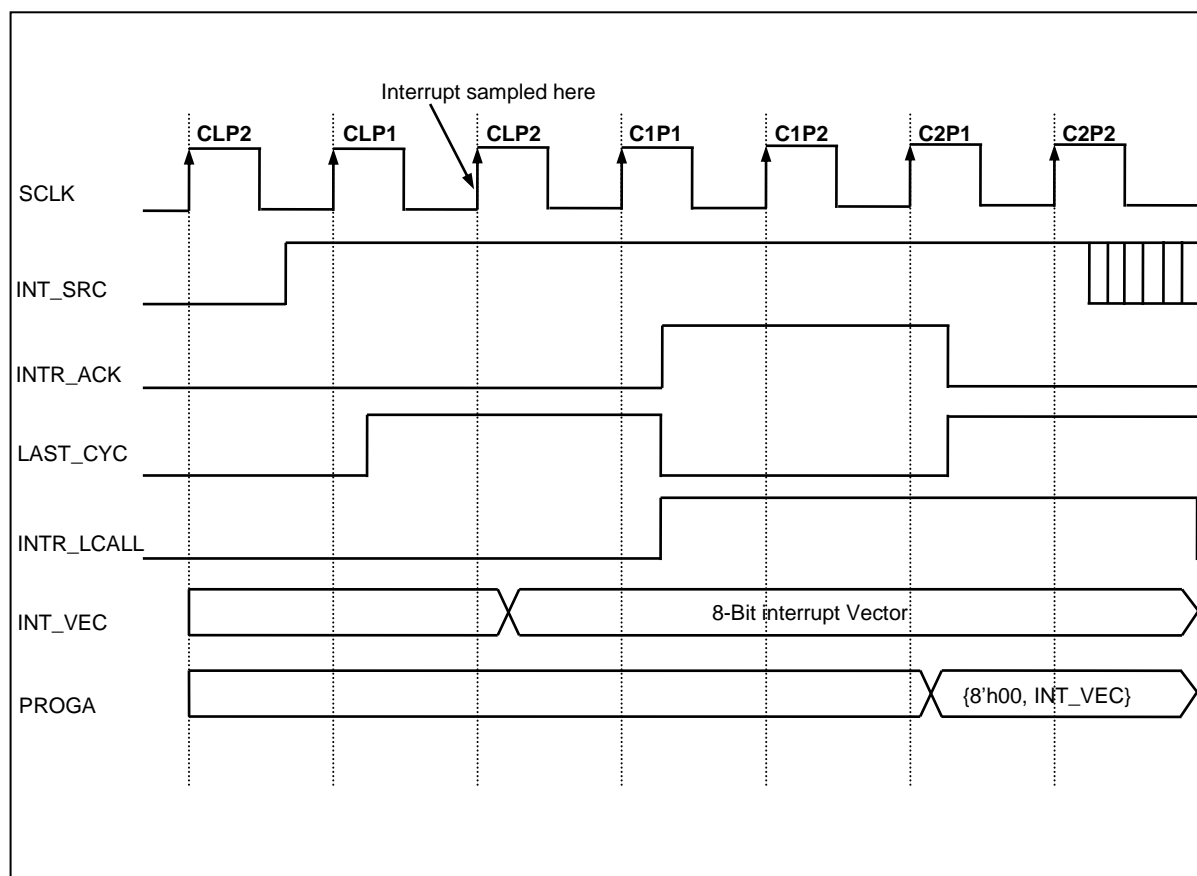 Interrupt sampled here
CLP2 CLP1 CLP2 C1P1 C1P2 C2P1 C2P2
SCLK
INT_SRC
INTR_ACK
LAST_CYC
INTR_LCALL
INT_VEC 8-Bit interrupt Vector
PROGA {8'h00, INT_VEC}